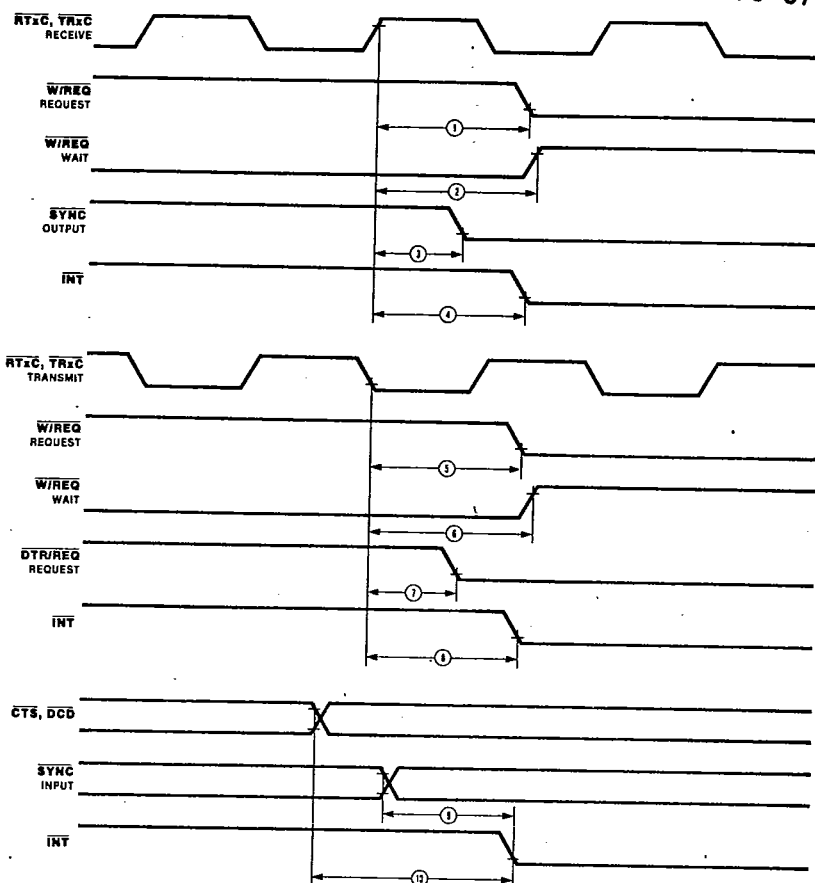 RTxC, TRxC
RECEIVE
W/REQ
REQUEST
1
W/REQ
WAIT
2
SYNC
OUTPUT
3
INT
4
RTxC, TRxC
TRANSMIT
W/REQ
REQUEST
5
W/REQ
WAIT
6
DTR/REQ
REQUEST
7
INT
8
CTS, DCD
SYNC
INPUT
9
INT